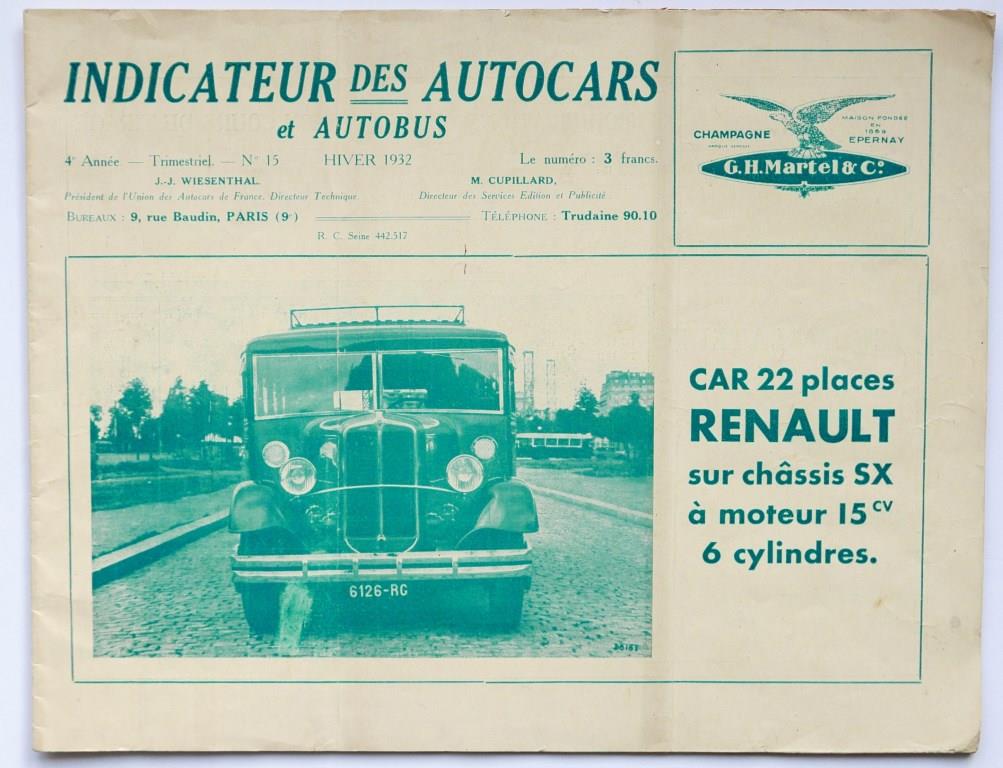 INDICATEUR DES AUTOCARS
et AUTOBUS
4e Année. — Trimestriel. — No 15 HIVER 1932 Le numéro : 3 francs.
J.-J. WIESENTHAL. M. CUPILLARD,
Président de l'Union des Autocars de France. Directeur Technique. Directeur des Services Edition et Publicité
BUREAUX : 9, rue Baudin, PARIS (9e) TÉLÉPHONE : Trudaine 90.10
R. C. Seine 442.517
CHAMPAGNE
MAISON FONDÉE
EN
1869
EPERNAY
G.H. Martel & Co.
CAR 22 places
RENAULT
sur châssis SX
à moteur 15 CV
6 cylindres.
6126-RG